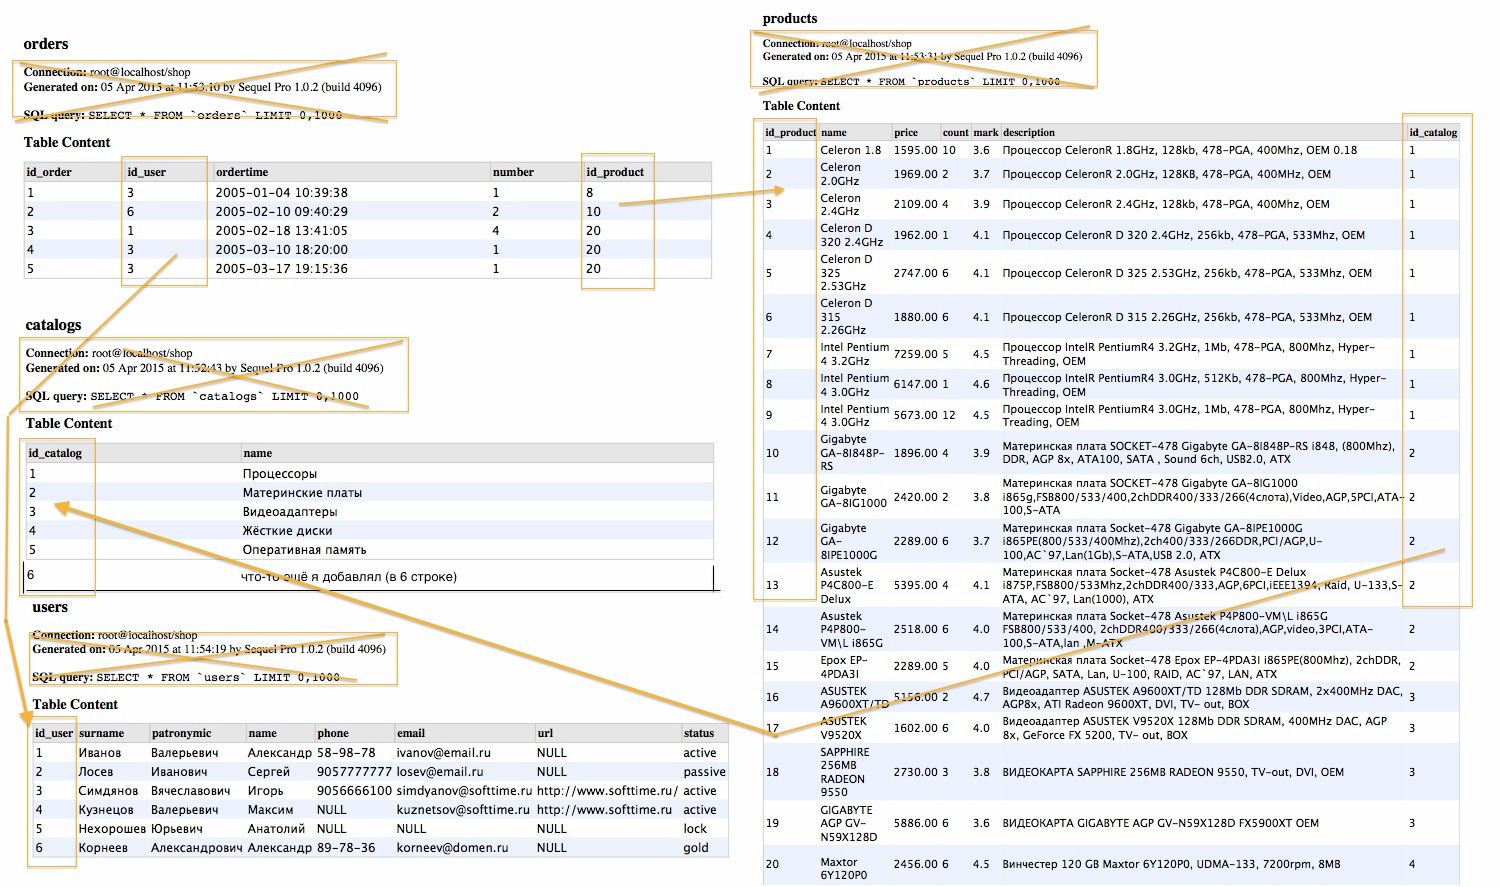 orders
Connection: root@localhost/shop
Generated on: 05 Apr 2015 at 11:53:10 by Sequel Pro 1.0.2 (build 4096)
SQL query: SELECT * FROM `orders` LIMIT 0,1000
Table Content
id_order id_user ordertime number id_product
1 3 2005-01-04 10:39:38 1 8
2 6 2005-02-10 09:40:29 2 10
3 1 2005-02-18 13:41:05 4 20
4 3 2005-03-10 18:20:00 1 20
5 3 2005-03-17 19:15:36 1 20
catalogs
Connection: root@localhost/shop
Generated on: 05 Apr 2015 at 11:52:43 by Sequel Pro 1.0.2 (build 4096)
SQL query: SELECT * FROM `catalogs` LIMIT 0,1000
Table Content
id_catalog name
1 Процессоры
2 Материнские платы
3 Видеоадаптеры
4 Жёсткие диски
5 Оперативная память
6 что-то ещё я добавлял (в 6 строке)
users
Connection: root@localhost/shop
Generated on: 05 Apr 2015 at 11:54:19 by Sequel Pro 1.0.2 (build 4096)
SQL query: SELECT * FROM `users` LIMIT 0,1000
Table Content
id_user surname patronymic name phone email url status
1 Иванов Валерьевич Александр 58-98-78 ivanov@email.ru NULL active
2 Лосев Иванович Сергей 9057777777 losev@email.ru NULL passive
3 Симдянов Вячеславович Игорь 9056666100 simdyanov@softtime.ru http://www.softtime.ru/ active
4 Кузнецов Валерьевич Максим NULL kuznetsov@softtime.ru http://www.softtime.ru active
5 Нехорошев Юрьевич Анатолий NULL NULL NULL lock
6 Корнеев Александрович Александр 89-78-36 korneev@domen.ru NULL gold
products
Connection: root@localhost/shop
Generated on: 05 Apr 2015 at 11:53:31 by Sequel Pro 1.0.2 (build 4096)
SQL query: SELECT * FROM `products` LIMIT 0,1000
Table Content
id_product name price count mark description id_catalog
1 Celeron 1.8 1595.00 10 3.6 Процессор CeleronR 1.8GHz, 128kb, 478-PGA, 400Mhz, OEM 0.18 1
Celeron
2 1969.00 2 3.7 Процессор CeleronR 2.0GHz, 128KB, 478-PGA, 400MHz, OEM 1
2.0GHz
Celeron
3 2109.00 4 3.9 Процессор CeleronR 2.4GHz, 128kb, 478-PGA, 400Mhz, OEM 1
2.4GHz
Celeron D
4 1962.00 1 4.1 Процессор CeleronR D 320 2.4GHz, 256kb, 478-PGA, 533Mhz, OEM 1
320 2.4GHz
Celeron D
5 325 2747.00 6 4.1 Процессор CeleronR D 325 2.53GHz, 256kb, 478-PGA, 533Mhz, OEM 1
2.53GHz
Celeron D
6 315 1880.00 6 4.1 Процессор CeleronR D 315 2.26GHz, 256kb, 478-PGA, 533Mhz, OEM 1
2.26GHz
7 Intel Pentium 7259.00 5 4.5 Процессор IntelR PentiumR4 3.2GHz, 1Mb, 478-PGA, 800Mhz, Hyper- 1
4 3.2GHz Threading, OEM
8 Intel Pentium 6147.00 1 4.6 Процессор IntelR PentiumR4 3.0GHz, 512Kb, 478-PGA, 800Mhz, Hyper- 1
4 3.0GHz Threading, OEM
9 Intel Pentium 5673.00 12 4.5 Процессор IntelR PentiumR4 3.0GHz, 1Mb, 478-PGA, 800Mhz, Hyper- 1
4 3.0GHz Treading, OEM
Gigabyte
10 GA-8I848P- 1896.00 4 3.9 Материнская плата SOCKET-478 Gigabyte GA-8I848P-RS i848, (800Mhz), 2
RS DDR, AGP 8x, ATA100, SATA , Sound 6ch, USB2.0, ATX
Материнская плата SOCKET-478 Gigabyte GA-8IG1000
11 Gigabyte 2420.00 2 3.8 i865g,FSB800/533/400,2chDDR400/333/266(4слота),Video,AGP,5PCI,ATA- 2
GA-8IG1000 100,S-ATA
Gigabyte Материнская плата Socket-478 Gigabyte GA-8IPE1000G
12 GA- 2289.00 6 3.7 i865PE(800/533/400Mhz),2ch400/333/266DDR,PCI/AGP,U- 2
8IPE1000G 100,AC`97,Lan(1Gb),S-ATA,USB 2.0, ATX
Asustek Материнская плата Socket-478 Asustek P4C800-E Delux
13 P4C800-E 5395.00 4 4.1 i875P,FSB800/533Mhz,2chDDR400/333,AGP,6PCI,iEEE1394, Raid, U-133,S- 2
Delux ATA, AC`97, Lan(1000), ATX
Asustek Материнская плата Socket-478 Asustek P4P800-VM\L i865G
14 P4P800- 2518.00 6 4.0 FSB800/533/400, 2chDDR400/333/266(4слота),AGP,video,3PCI,ATA- 2
VM\L i865G 100,S-ATA,lan ,M-ATX
15 Epox EP- 2289.00 5 4.0 Материнская плата Socket-478 Epox EP-4PDA3I i865PE(800Mhz), 2chDDR, 2
4PDA3I PCI/AGP, SATA, Lan, U-100, RAID, AC`97, LAN, ATX
16 ASUSTEK 5156.00 2 4.7 Видеоадаптер ASUSTEK A9600XT/TD 128Mb DDR SDRAM, 2x400MHz DAC, 3
A9600XT/TD AGP8x, ATI Radeon 9600XT, DVI, TV- out, BOX
17 ASUSTEK 1602.00 6 4.0 Видеоадаптер ASUSTEK V9520X 128Mb DDR SDRAM, 400MHz DAC, AGP 3
V9520X 8x, GeForce FX 5200, TV- out, BOX
SAPPHIRE
256MB
18 2730.00 3 3.8 ВИДЕОКАРТА SAPPHIRE 256MB RADEON 9550, TV-out, DVI, OEM 3
RADEON
9550
GIGABYTE
19 AGP GV- 5886.00 6 3.6 ВИДЕОКАРТА GIGABYTE AGP GV-N59X128D FX5900XT OEM 3
N59X128D
20 Maxtor 2456.00 6 4.5 Винчестер 120 GB Maxtor 6Y120P0, UDMA-133, 7200rpm, 8MB 4
6Y120P0